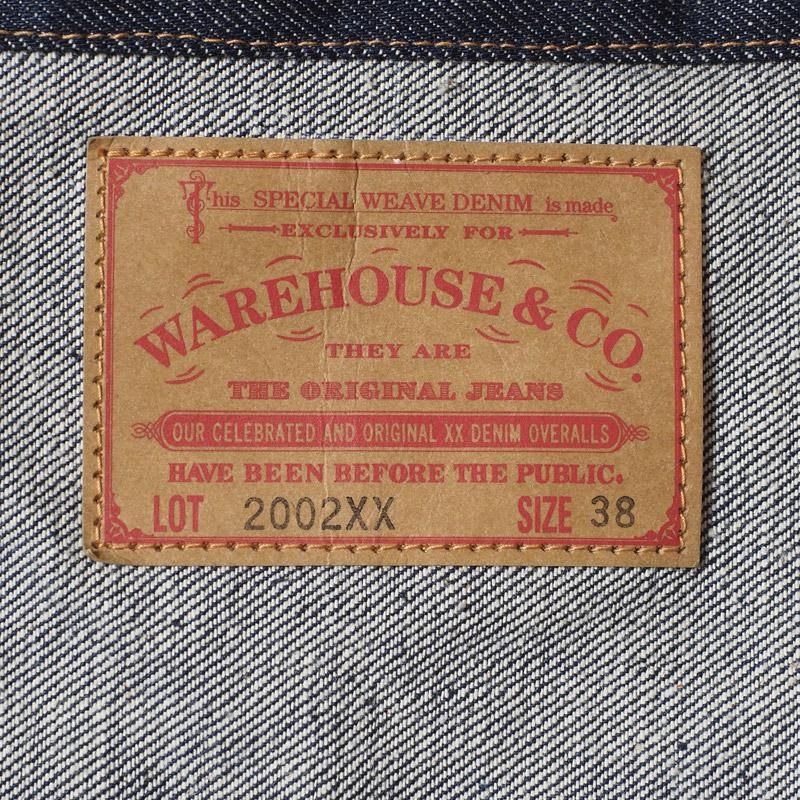 This SPECIAL WEAVE DENIM is made
EXCLUSIVELY FOR
WAREHOUSE & CO.
THEY ARE
THE ORIGINAL JEANS
OUR CELEBRATED AND ORIGINAL XX DENIM OVERALLS
HAVE BEEN BEFORE THE PUBLIC.
LOT 2002XX SIZE 38